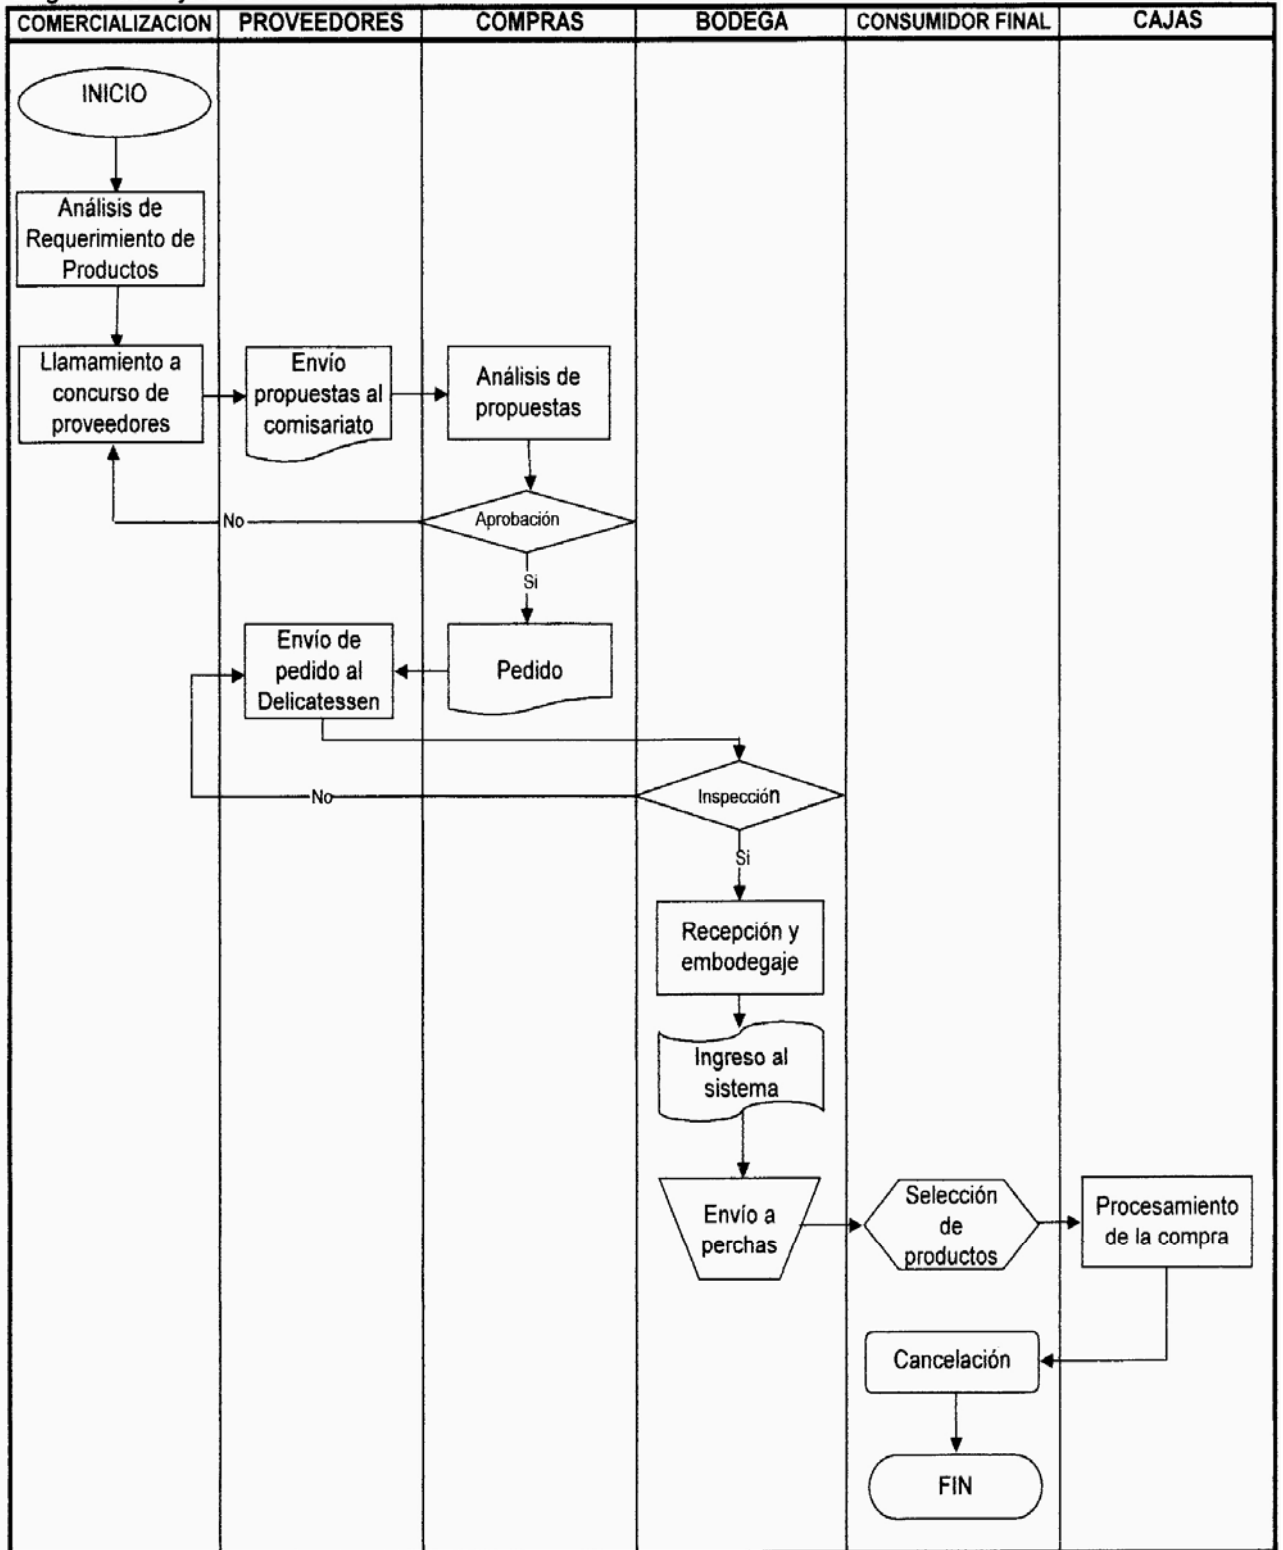 COMERCIALIZACION
PROVEEDORES
COMPRAS
BODEGA
CONSUMIDOR FINAL
CAJAS
INICIO
Análisis de
Requerimiento de
Productos
Llamamiento a
concurso de
proveedores
Envío
propuestas al
comisariato
Análisis de
propuestas
No
Aprobación
Si
Envío de
pedido al
Delicatessen
Pedido
No
Inspección
Si
Recepción y
embodegaje
Ingreso al
sistema
Envío a
perchas
Selección
de
productos
Procesamiento
de la compra
Cancelación
FIN